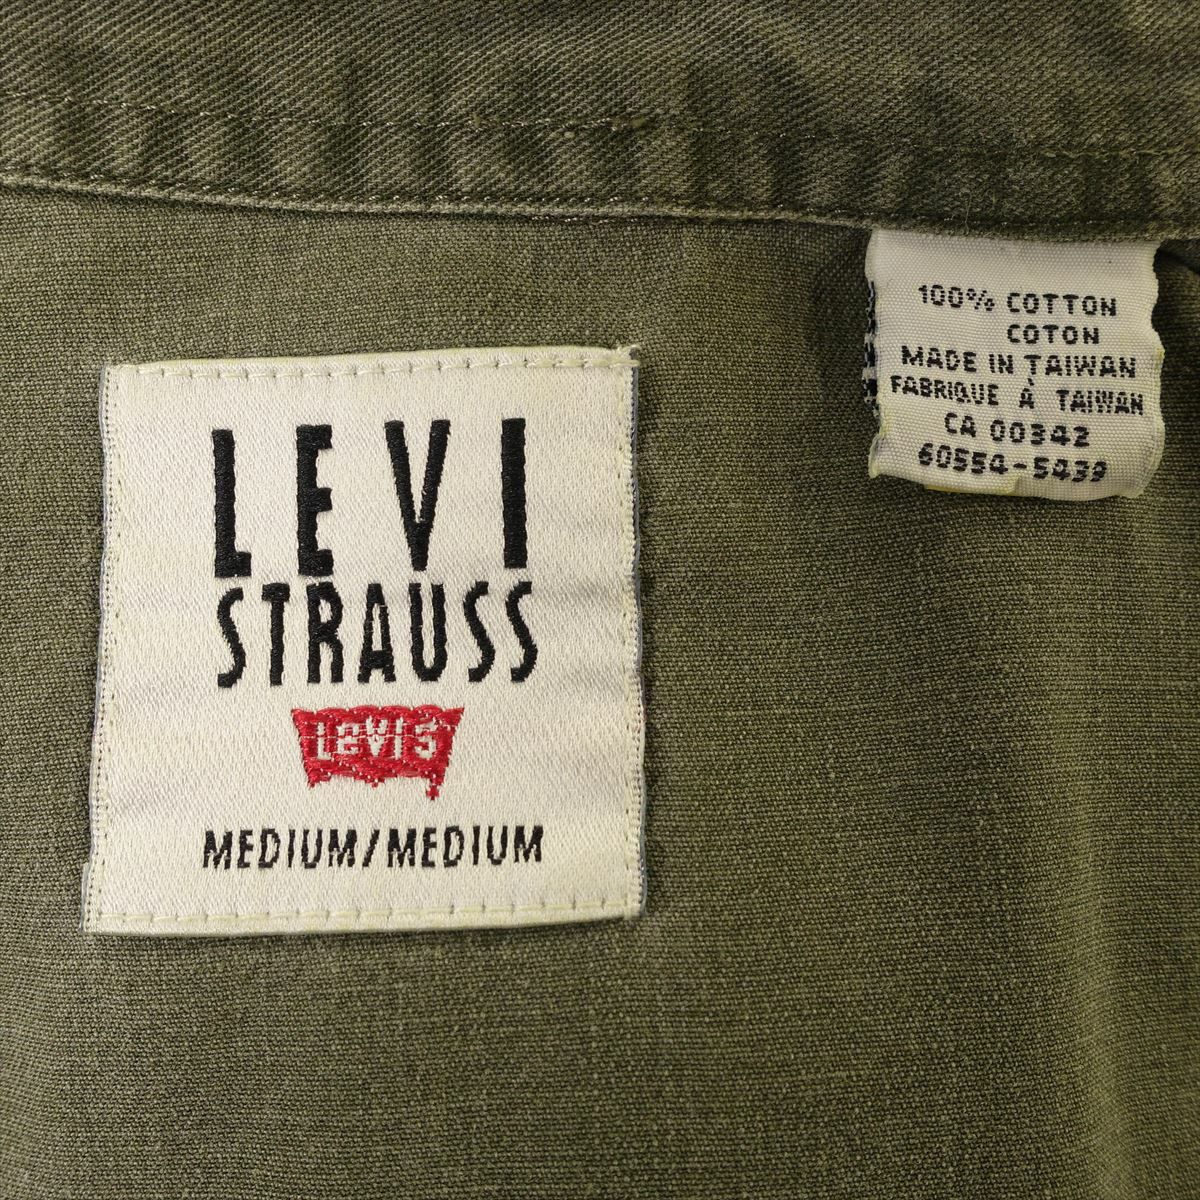 LEVI
STRAUSS
LEVI'S
MEDIUM/MEDIUM
100% COTTON
COTON
MADE IN TAIWAN
FABRIQUE À TAIWAN
CA 00342
60554-5439